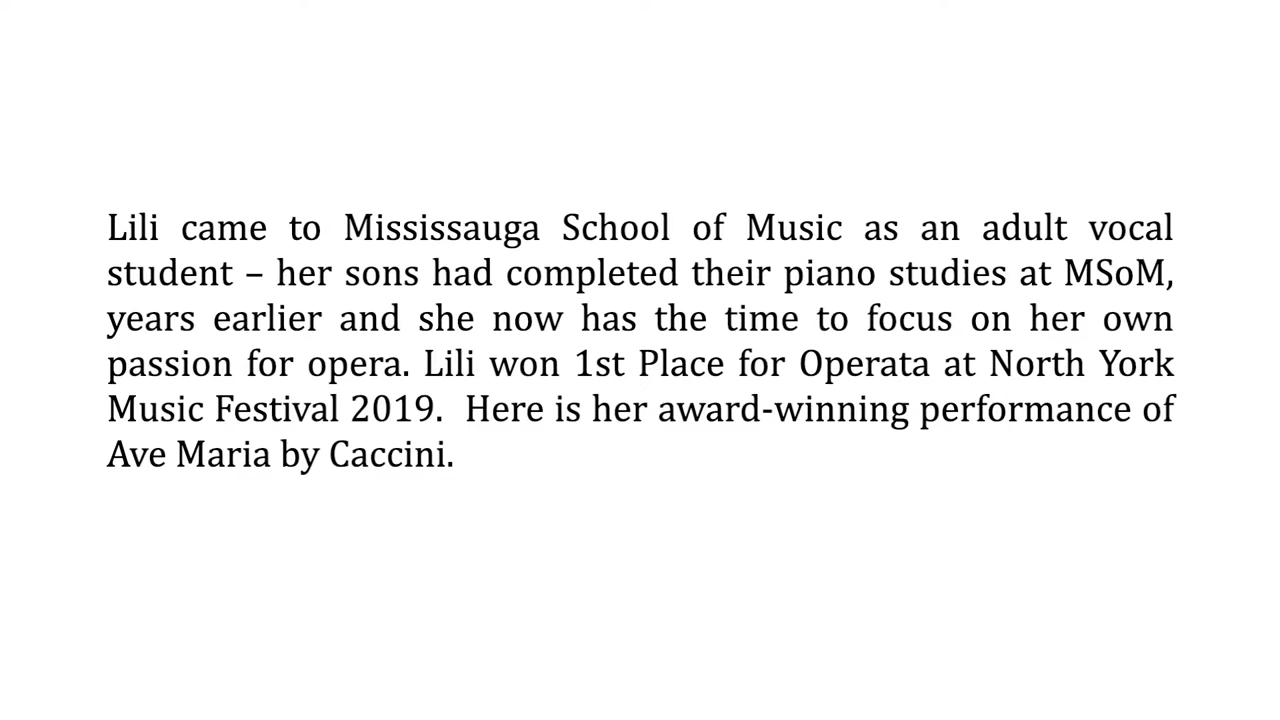 Lili came to Mississauga School of Music as an adult vocal
student – her sons had completed their piano studies at MSoM,
years earlier and she now has the time to focus on her own
passion for opera. Lili won 1st Place for Operata at North York
Music Festival 2019.  Here is her award-winning performance of
Ave Maria by Caccini.